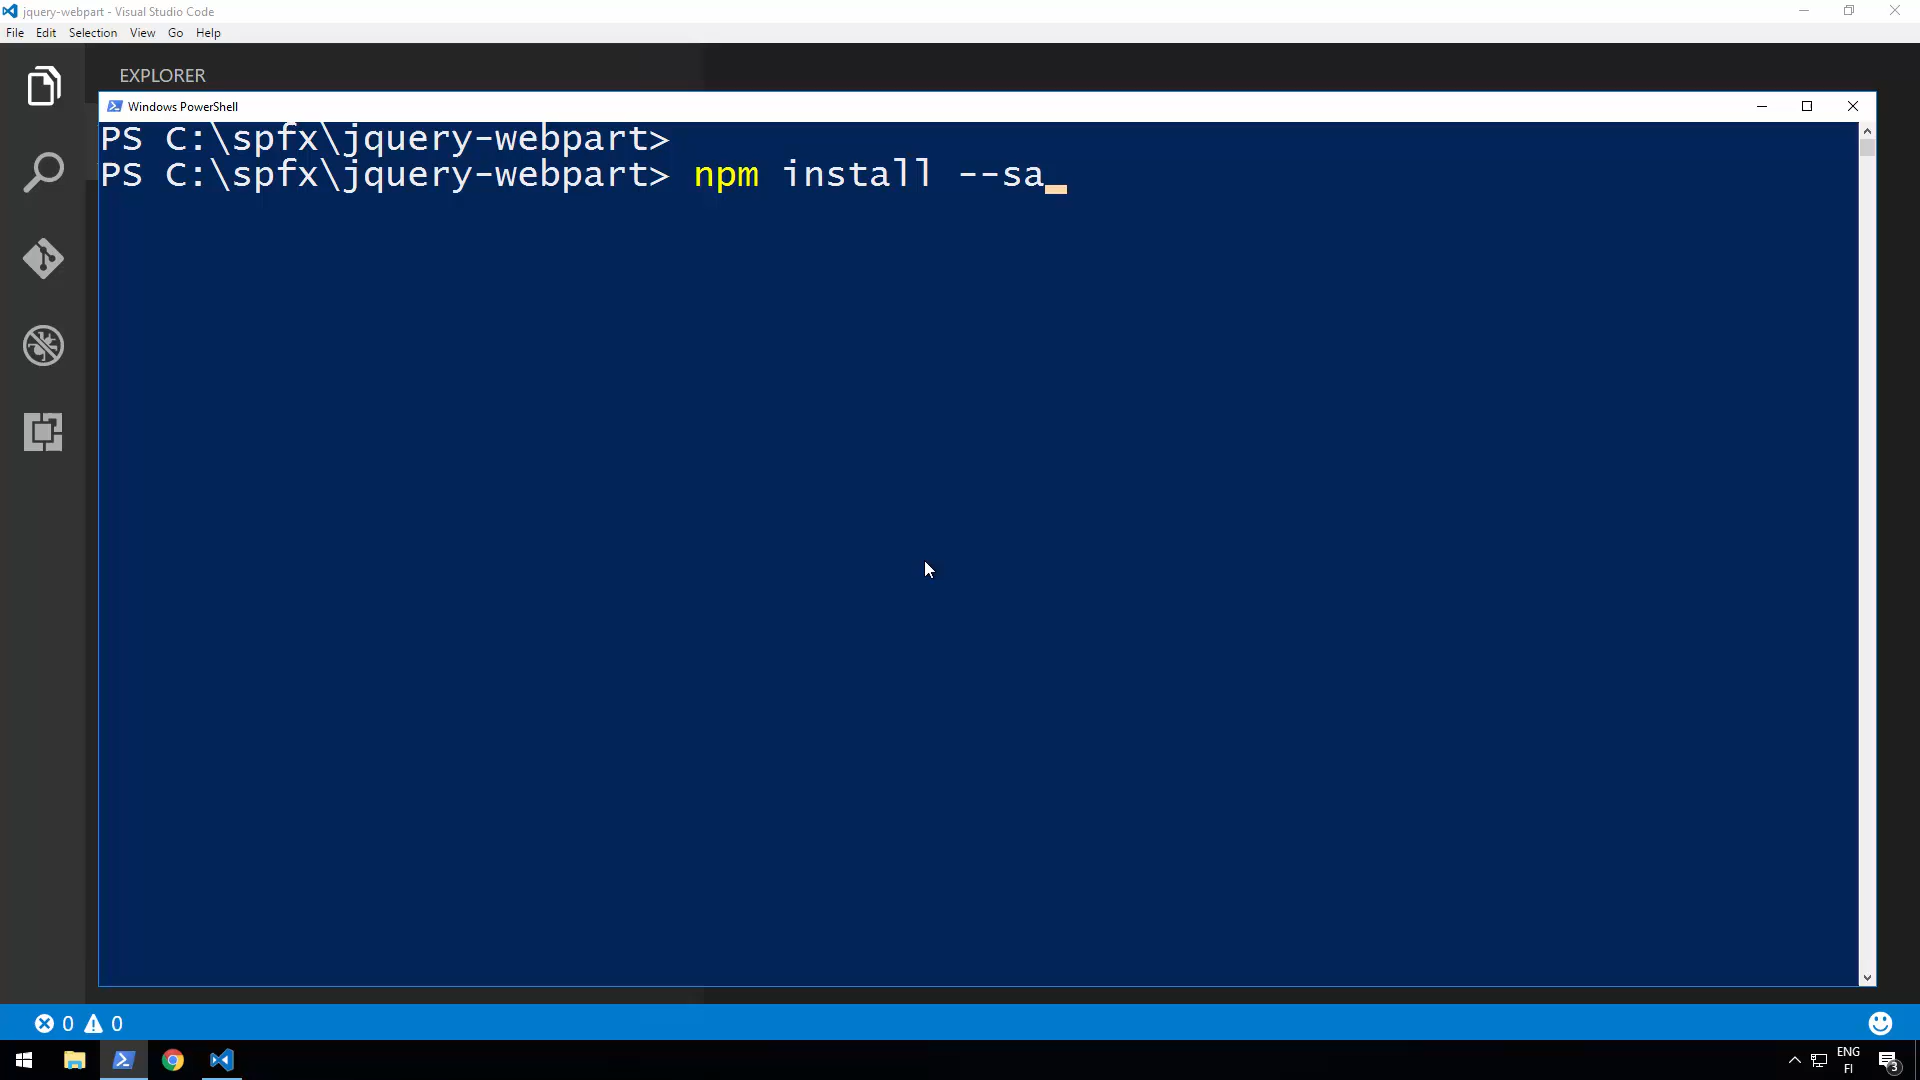 jquery-webpart - Visual Studio Code
File Edit Selection View Go Help
EXPLORER
Windows PowerShell
PS C:\spfx\jquery-webpart>
PS C:\spfx\jquery-webpart> npm install --sa
0 0
ENG
FI
3